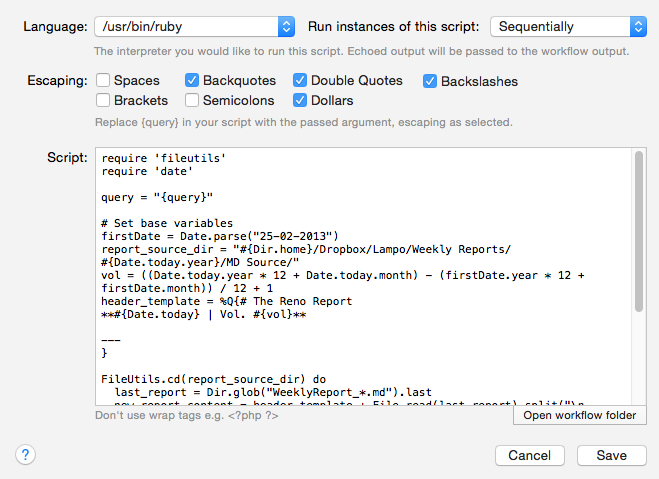 Language: /usr/bin/ruby Run instances of this script: Sequentially
The interpreter you would like to run this script. Echoed output will be passed to the workflow output.
Escaping: Spaces Backquotes Double Quotes Backslashes
Brackets Semicolons Dollars
Replace {query} in your script with the passed argument, escaping as selected.
Script: require 'fileutils'
require 'date'
query = "{query}"
# Set base variables
firstDate = Date.parse("25-02-2013")
report_source_dir = "#{Dir.home}/Dropbox/Lampo/Weekly Reports/
#{Date.today.year}/MD Source/"
vol = ((Date.today.year * 12 + Date.today.month) - (firstDate.year * 12 +
firstDate.month)) / 12 + 1
header_template = %Q{# The Reno Report
**#{Date.today} | Vol. #{vol}**
---
}
FileUtils.cd(report_source_dir) do
last_report = Dir.glob("WeeklyReport_*.md").last
new_report_content = header_template + File.read(last_report).split("\n
Don't use wrap tags e.g. <?php ?>
Open workflow folder
?
Cancel
Save